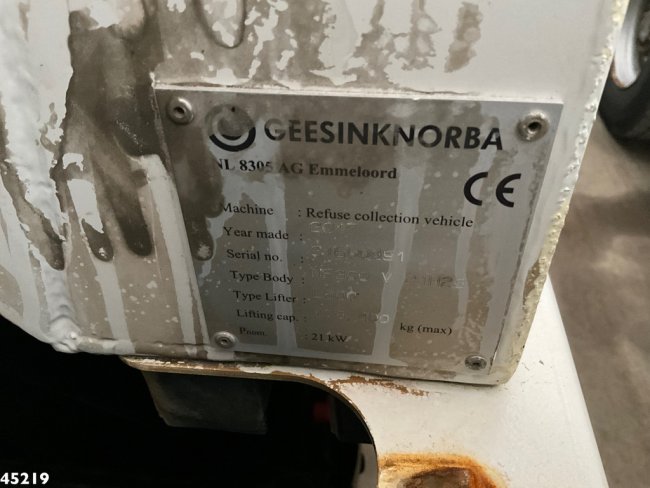 GEESINKNORBA
NL 8305 AG Emmeloord
CE
Machine : Refuse collection vehicle
Year made :
Serial no. :
Type Body :
Type Lifter :
Lifting cap. : kg (max)
Pnom. : 21 kW
45219